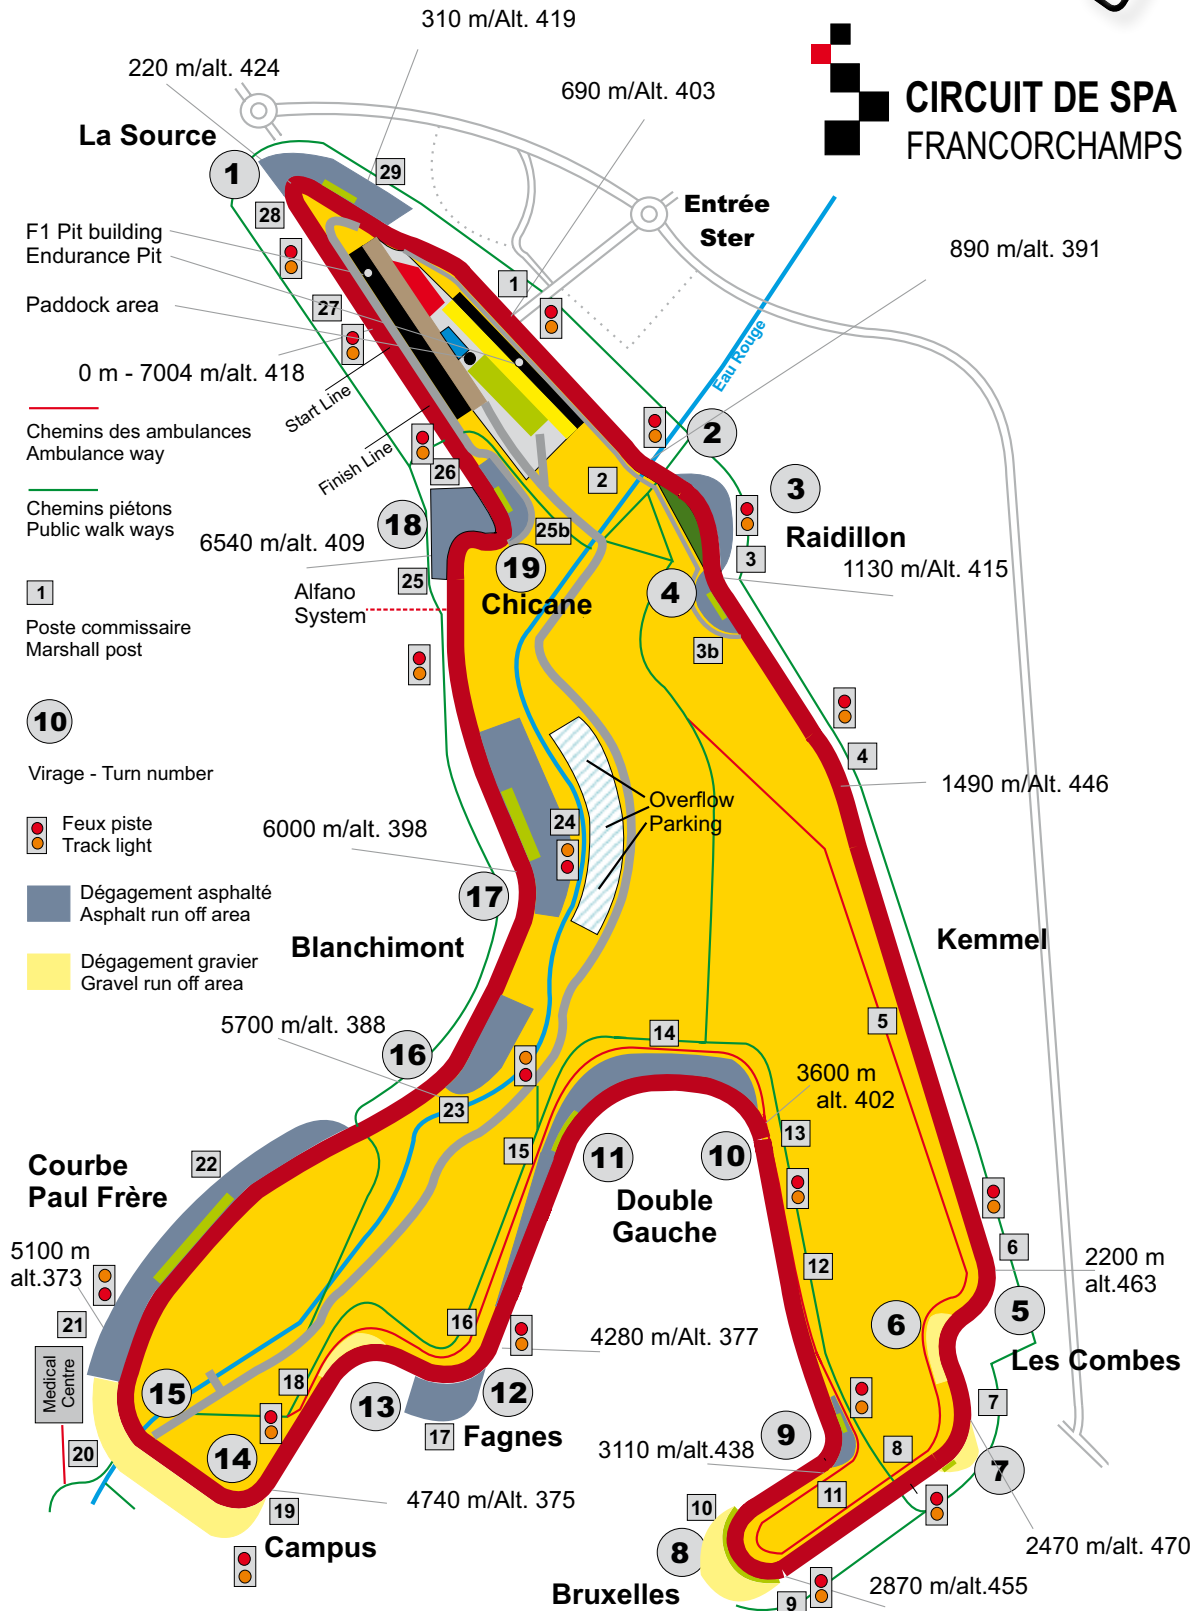 310 m/Alt. 419
220 m/alt. 424
690 m/Alt. 403
CIRCUIT DE SPA
FRANCORCHAMPS
La Source
1
29
28
Entrée
Ster
F1 Pit building
Endurance Pit
890 m/alt. 391
1
Paddock area
27
0 m - 7004 m/alt. 418
Eau Rouge
Start Line
Chemins des ambulances
Ambulance way
Finish Line
2
26
2
3
Chemins piétons
Public walk ways
18
25b
Raidillon
6540 m/alt. 409
3
1130 m/Alt. 415
19
25
1
Alfano
System
Chicane
4
Poste commissaire
Marshall post
3b
10
4
Virage - Turn number
1490 m/Alt. 446
Overflow
Parking
Feux piste
Track light
6000 m/alt. 398
24
17
Dégagement asphalté
Asphalt run off area
Blanchimont
Kemmel
Dégagement gravier
Gravel run off area
5700 m/alt. 388
5
14
16
3600 m
alt. 402
23
13
15
Courbe
Paul Frère
22
11
10
Double
Gauche
5100 m
alt.373
6
2200 m
alt.463
12
5
21
16
6
4280 m/Alt. 377
Les Combes
Medical
Centre
15
18
13
12
7
17
Fagnes
9
3110 m/alt.438
8
20
14
7
4740 m/Alt. 375
11
19
10
Campus
8
2470 m/alt. 470
Bruxelles
2870 m/alt.455
9